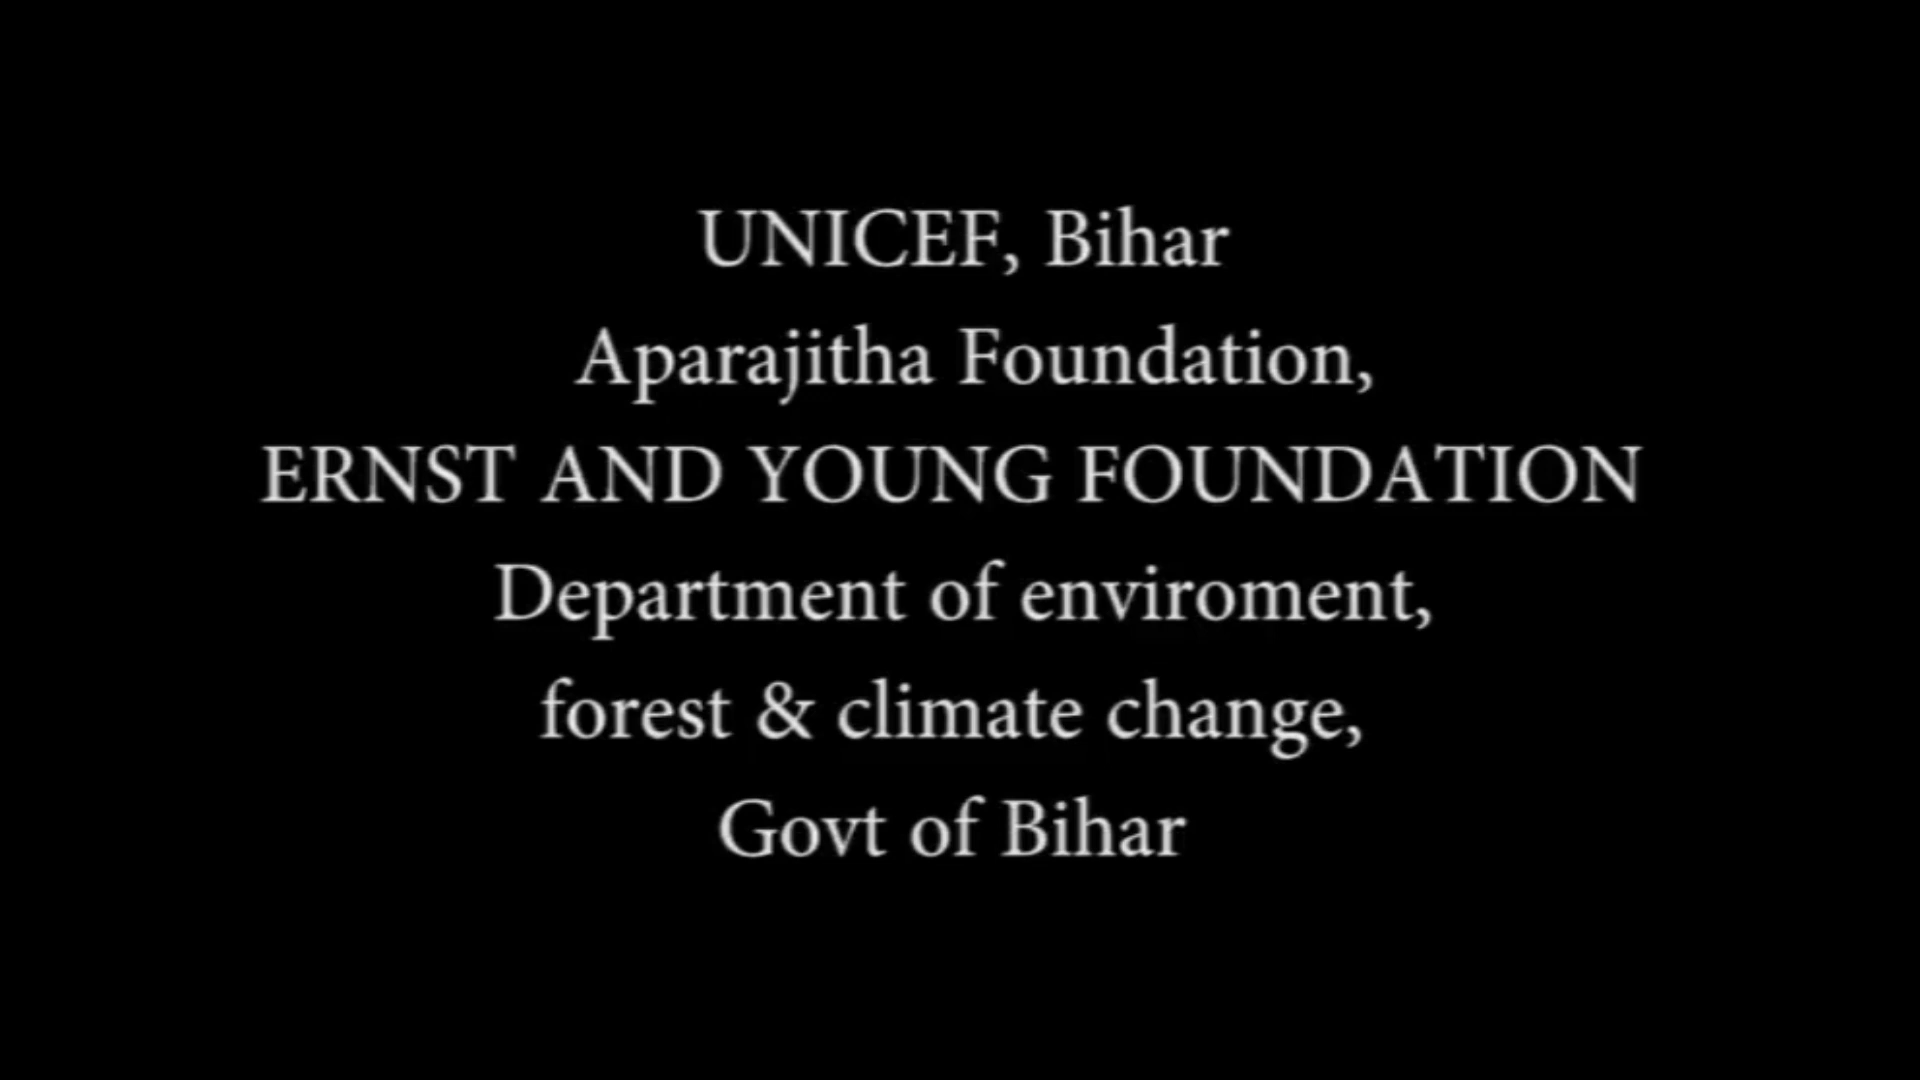 UNICEF, Bihar
Aparajitha Foundation,
ERNST AND YOUNG FOUNDATION
Department of enviroment,
forest & climate change,
Govt of Bihar